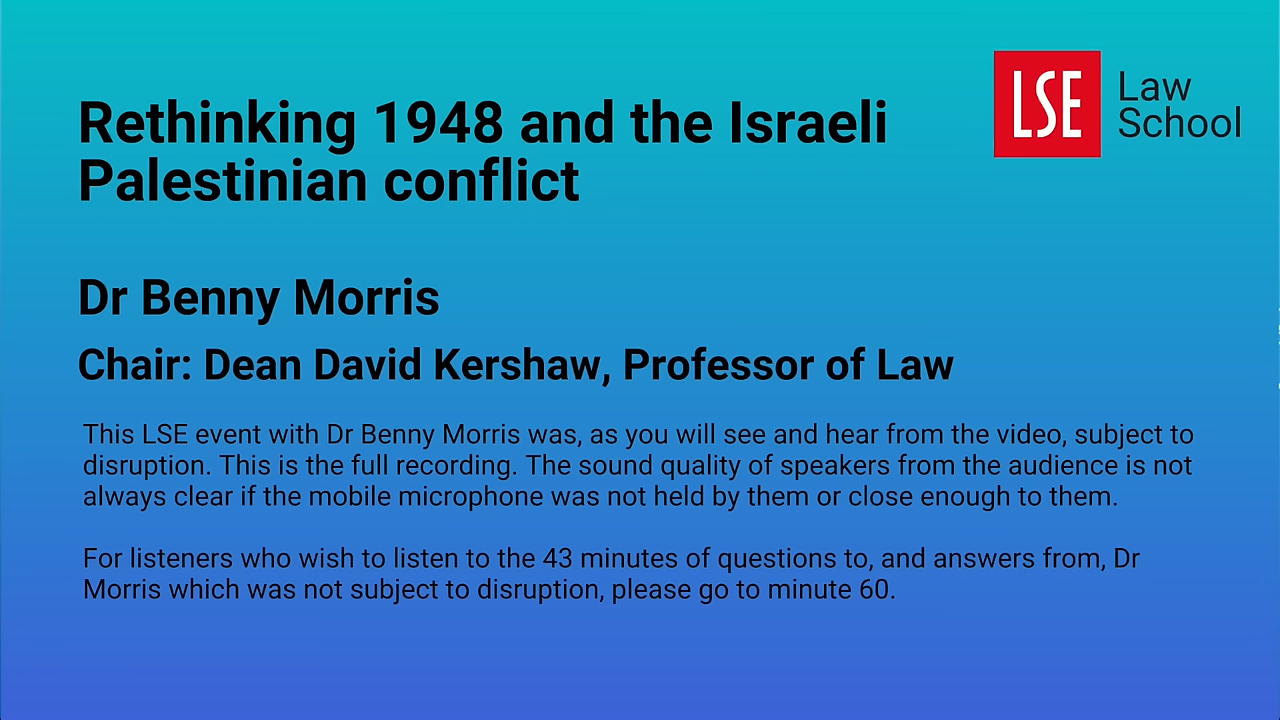 LSE
Law
School
Rethinking 1948 and the Israeli
Palestinian conflict
Dr Benny Morris
Chair: Dean David Kershaw, Professor of Law
This LSE event with Dr Benny Morris was, as you will see and hear from the video, subject to
disruption. This is the full recording. The sound quality of speakers from the audience is not
always clear if the mobile microphone was not held by them or close enough to them.
For listeners who wish to listen to the 43 minutes of questions to, and answers from, Dr
Morris which was not subject to disruption, please go to minute 60.